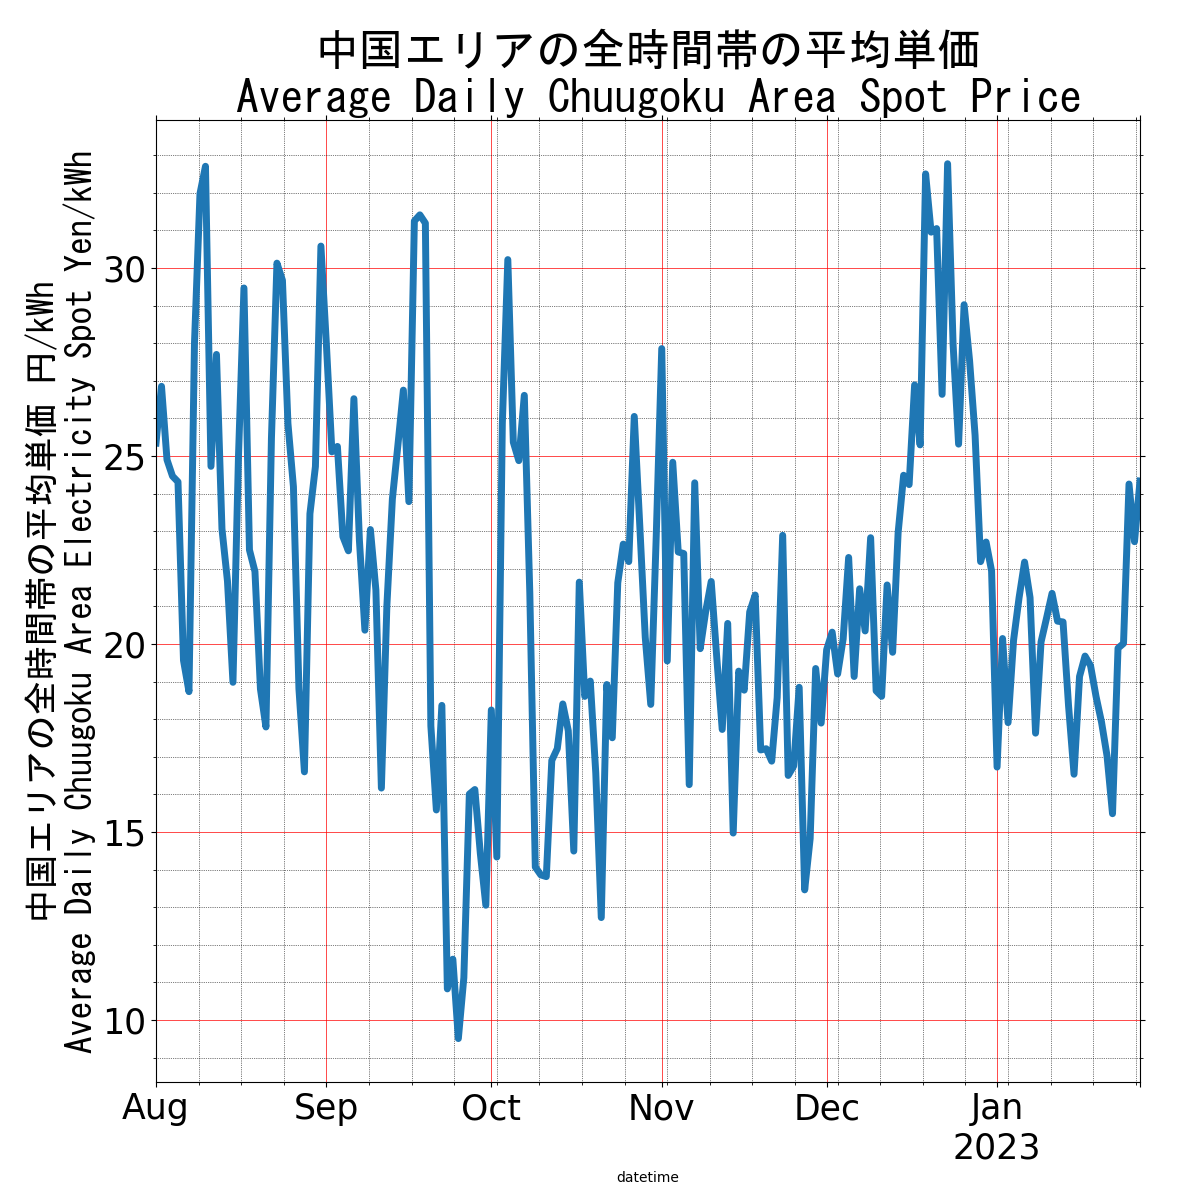 中国エリアの全時間帯の平均単価
Average Daily Chuugoku Area Spot Price
中国エリアの全時間帯の平均単価 円/kWh
Average Daily Chuugoku Area Electricity Spot Yen/kWh
30
25
20
15
10
Aug Sep Oct Nov Dec Jan
2023
datetime